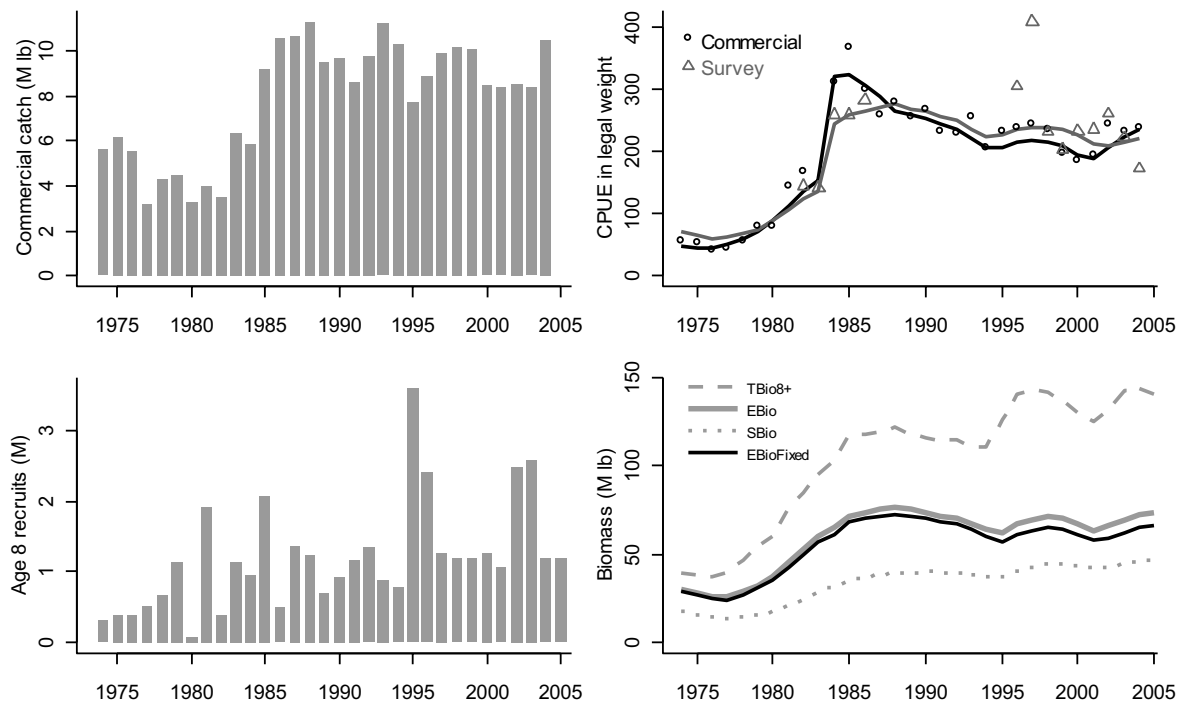 Commercial catch (M lb)
0 2 4 6 8 10
1975 1980 1985 1990 1995 2000 2005
CPUE in legal weight
0 100 200 300 400
Commercial
Survey
1975 1980 1985 1990 1995 2000 2005
Age 8 recruits (M)
0 1 2 3
1975 1980 1985 1990 1995 2000 2005
Biomass (M lb)
0 50 100 150
TBio8+
EBio
SBio
EBioFixed
1975 1980 1985 1990 1995 2000 2005